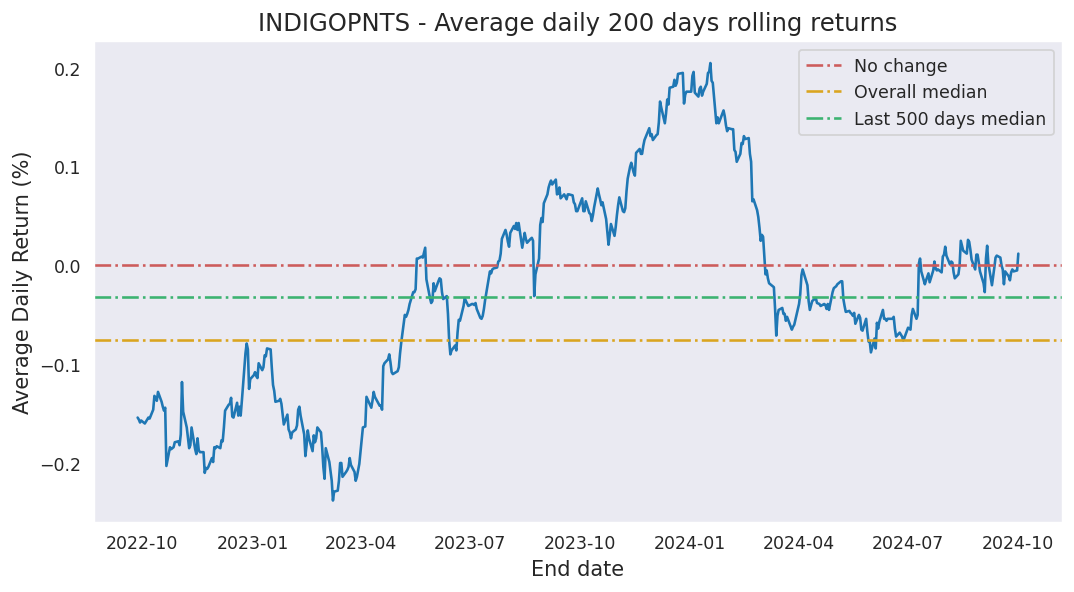 INDIGOPNTS - Average daily 200 days rolling returns
No change
Overall median
Last 500 days median
Average Daily Return (%)
0.2
0.1
0.0
−0.1
−0.2
2022-10 2023-01 2023-04 2023-07 2023-10 2024-01 2024-04 2024-07 2024-10
End date